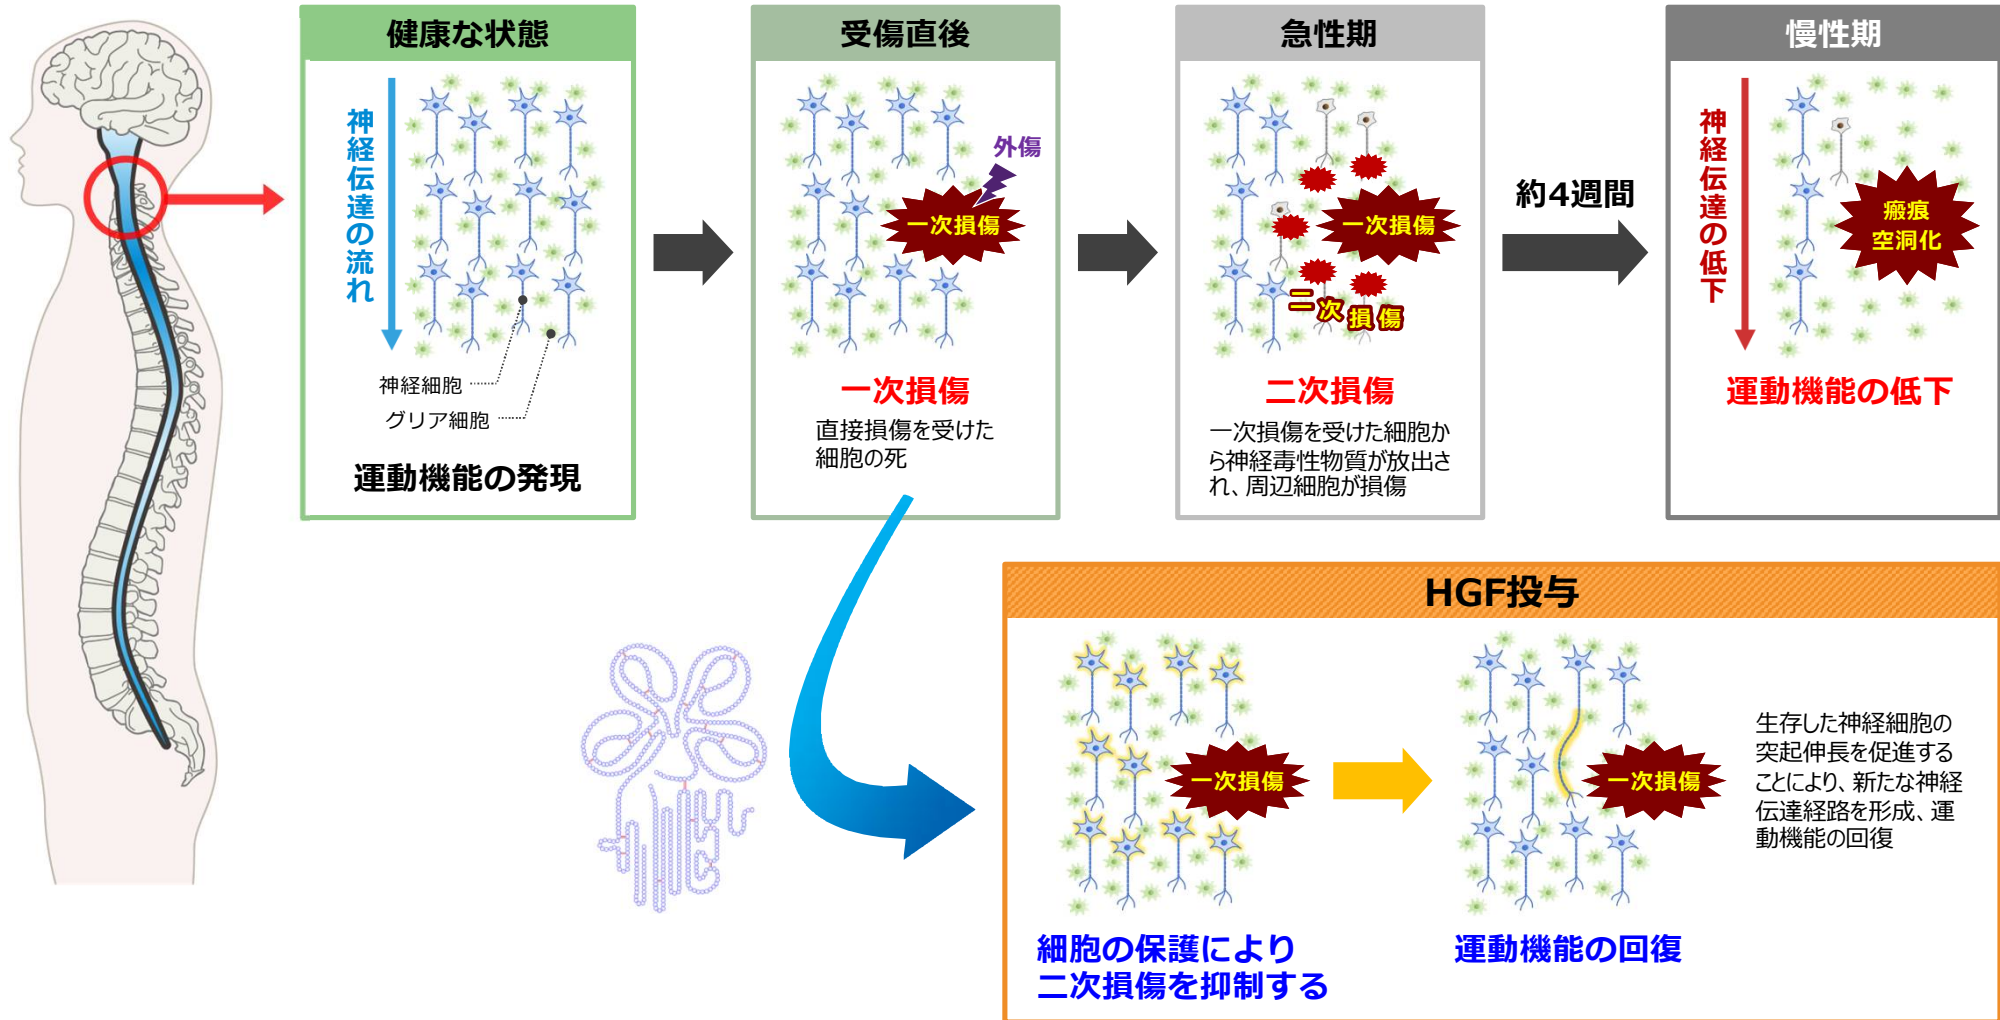 健康な状態
神経伝達の流れ
神経細胞
グリア細胞
運動機能の発現
受傷直後
外傷
一次損傷
一次損傷
直接損傷を受けた
細胞の死
急性期
一次損傷
二次損傷
二次損傷
一次損傷を受けた細胞か
ら神経毒性物質が放出さ
れ、周辺細胞が損傷
約4週間
慢性期
神経伝達の低下
瘢痕
空洞化
運動機能の低下
HGF投与
一次損傷
細胞の保護により
二次損傷を抑制する
一次損傷
運動機能の回復
生存した神経細胞の
突起伸長を促進する
ことにより、新たな神経
伝達経路を形成、運
動機能の回復